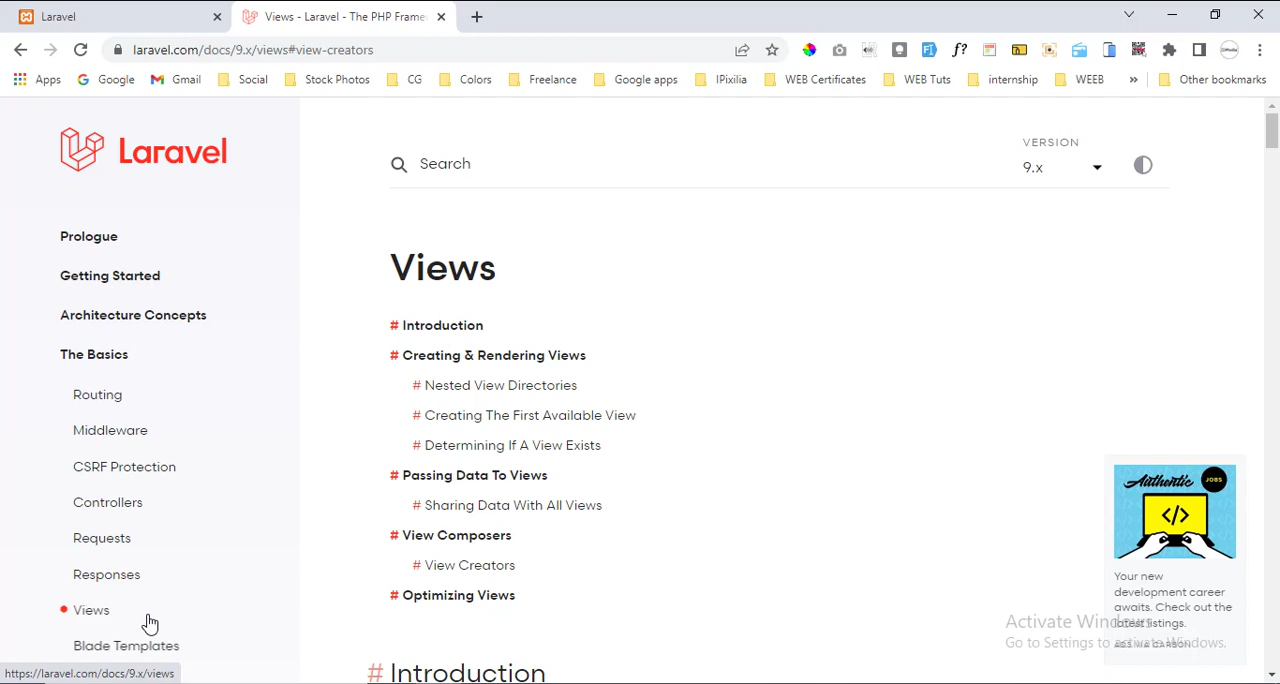 Laravel
Views - Laravel - The PHP Frame
laravel.com/docs/9.x/views#view-creators
Apps Google Gmail Social Stock Photos CG Colors Freelance Google apps IPixilia WEB Certificates WEB Tuts internship WEEB » Other bookmarks
Laravel
Search
VERSION
9.x
Prologue
Getting Started
Architecture Concepts
The Basics
Routing
Middleware
CSRF Protection
Controllers
Requests
Responses
Views
Blade Templates
https://laravel.com/docs/9.x/views
Views
# Introduction
# Creating & Rendering Views
# Nested View Directories
# Creating The First Available View
# Determining If A View Exists
# Passing Data To Views
# Sharing Data With All Views
# View Composers
# View Creators
# Optimizing Views
# Introduction
Authentic JOBS
</>
Your new
development career
awaits. Check out the
latest listings.
ADS VIA CARBON
Activate Windows
Go to Settings to activate Windows.